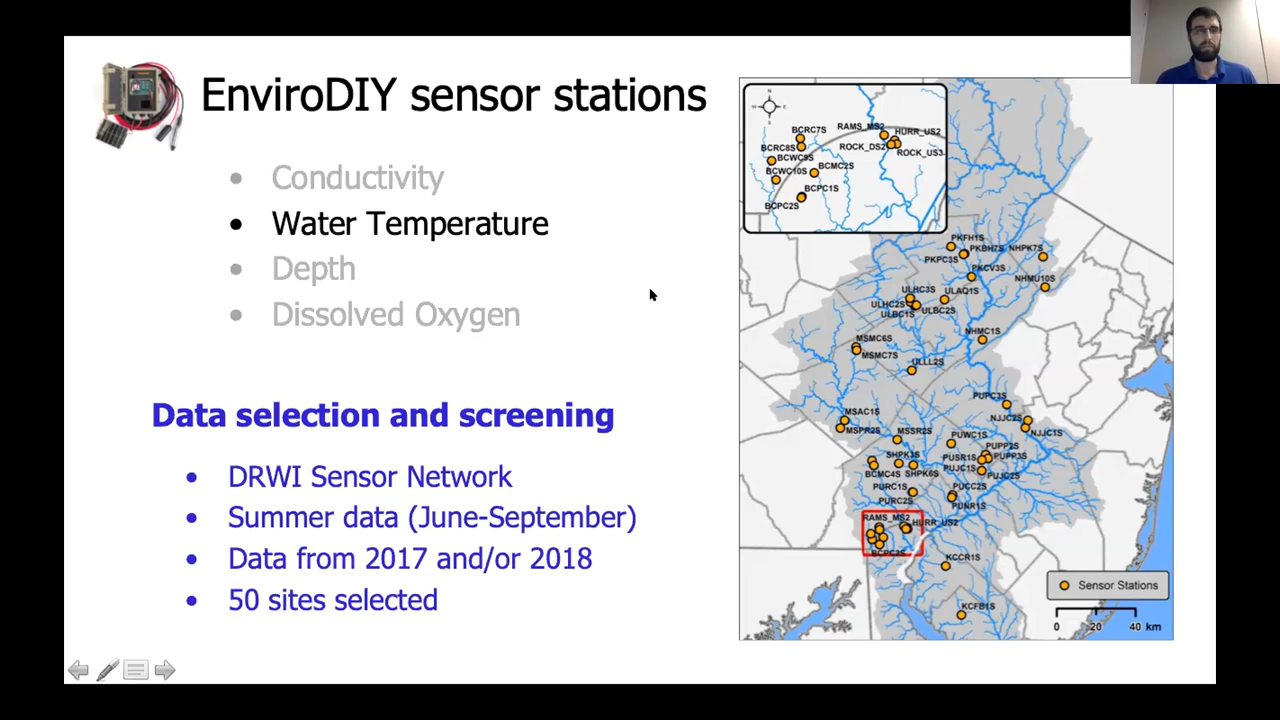 EnviroDIY sensor stations
• Conductivity
• Water Temperature
• Depth
• Dissolved Oxygen
Data selection and screening
• DRWI Sensor Network
• Summer data (June-September)
• Data from 2017 and/or 2018
• 50 sites selected
BCRC7S
RAMS_MS2
HURR_US2
BCRC8S
ROCK_DS2
ROCK_US3
BCWC9S
BCWC10S
BCMC2S
BCPC1S
BCPC2S
PKFH1S
PKBH7S
NHPK7S
PKPC3S
PKCV3S
NHMU10S
ULHC3S
ULAQ1S
ULHC2S
ULBC2S
ULBC1S
NHMC1S
MSMC6S
MSMC7S
ULLL2S
PUPC3S
MSAC1S
NJJC2S
MSPR2S
MSSR2S
PUWC1S
NJJC1S
PUPP2S
SHPK3S
PUSR1S
PUPP3S
BCMC4S
SHPK6S
PUJC1S
PUJC2S
PURC1S
PUCC2S
PURC2S
PUNR1S
RAMS_MS2
HURR_US2
BCPC2S
KCCR1S
KCFB1S
Sensor Stations
0 20 40 km